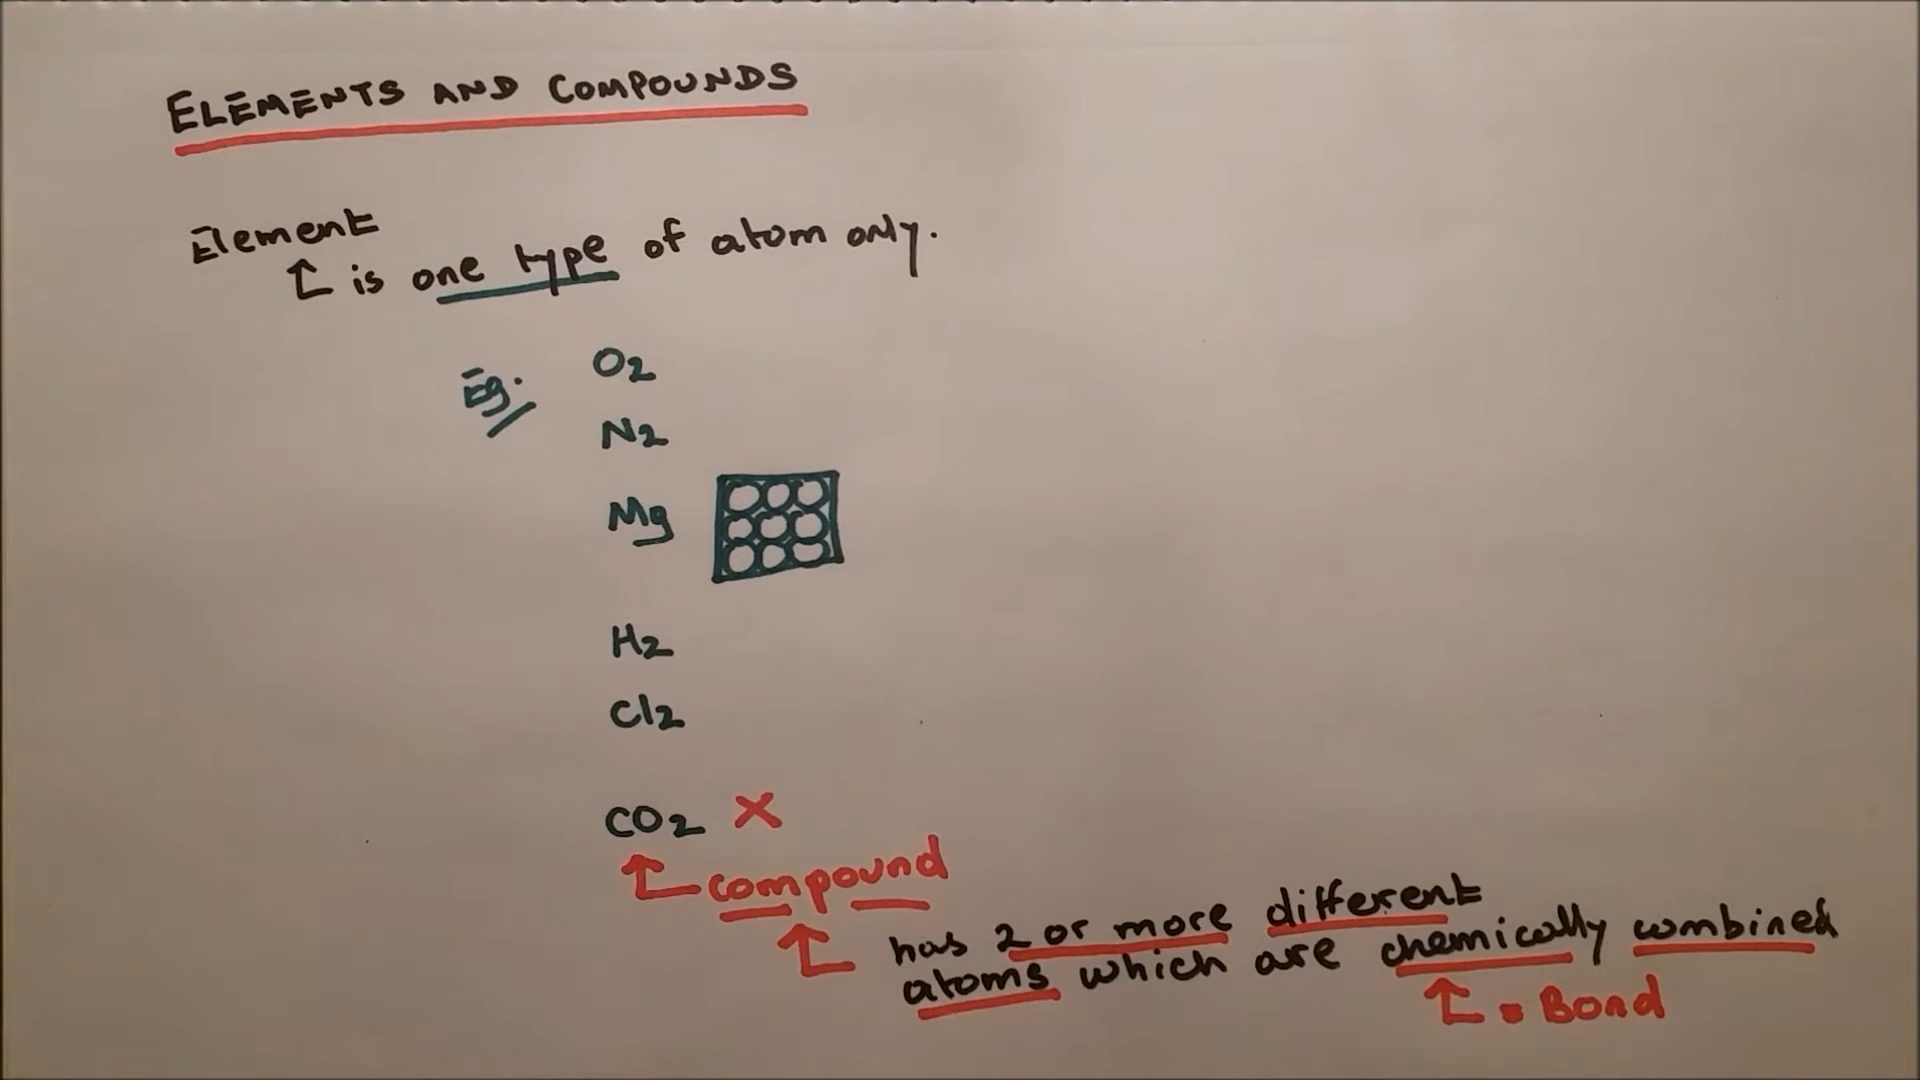 ELEMENTS AND COMPOUNDS
Element
is one type of atom only.
Eg.
O2
N2
Mg
H2
Cl2
CO2 X
compound
has 2 or more different
atoms which are chemically combined
Bond